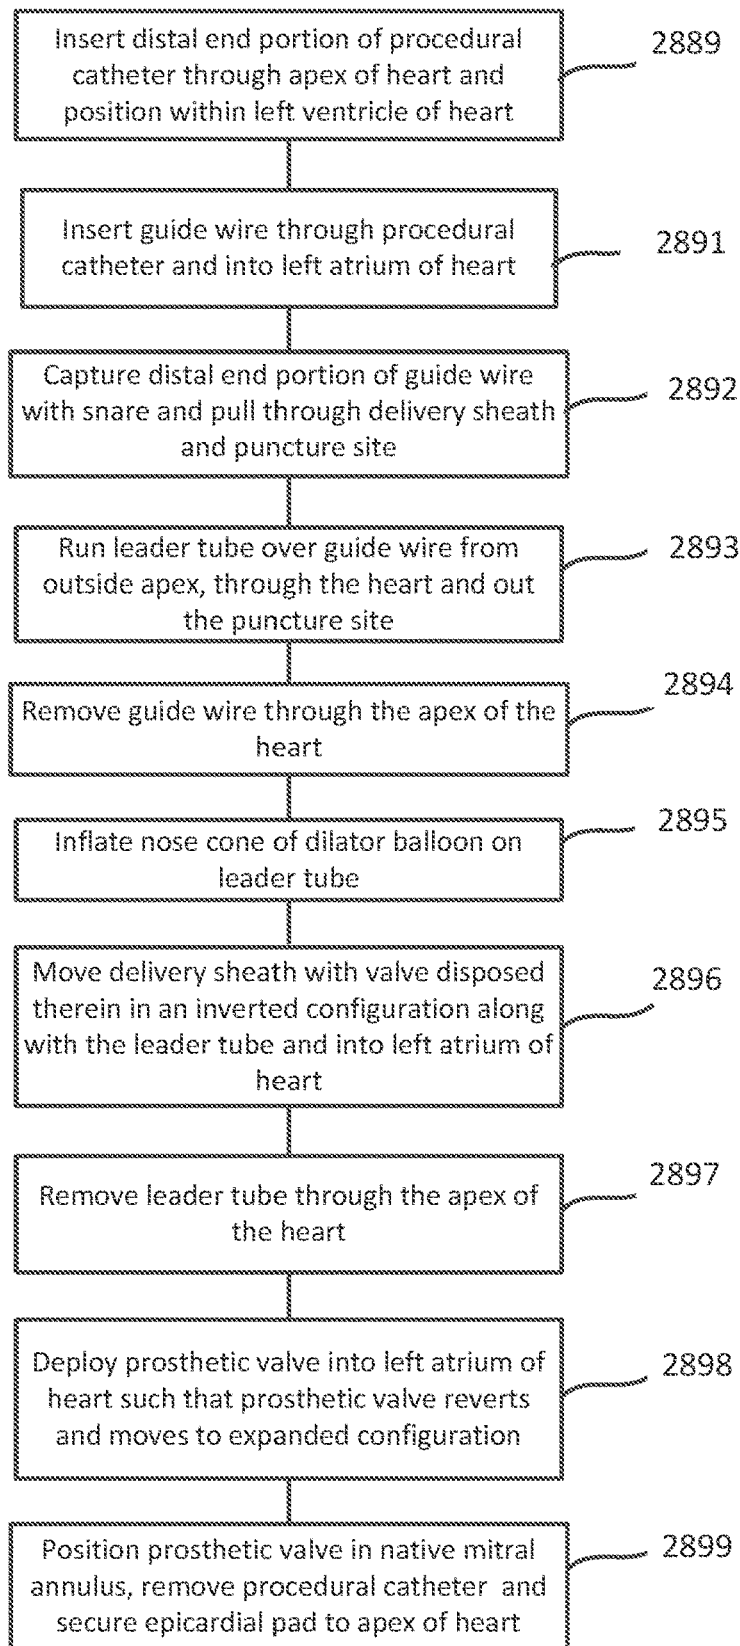 Insert distal end portion of procedural
catheter through apex of heart and
position within left ventricle of heart
2889
Insert guide wire through procedural
catheter and into left atrium of heart
2891
Capture distal end portion of guide wire
with snare and pull through delivery sheath
and puncture site
2892
Run leader tube over guide wire from
outside apex, through the heart and out
the puncture site
2893
Remove guide wire through the apex of the
heart
2894
Inflate nose cone of dilator balloon on
leader tube
2895
Move delivery sheath with valve disposed
therein in an inverted configuration along
with the leader tube and into left atrium of
heart
2896
Remove leader tube through the apex of
the heart
2897
Deploy prosthetic valve into left atrium of
heart such that prosthetic valve reverts
and moves to expanded configuration
2898
Position prosthetic valve in native mitral
annulus, remove procedural catheter and
secure epicardial pad to apex of heart
2899